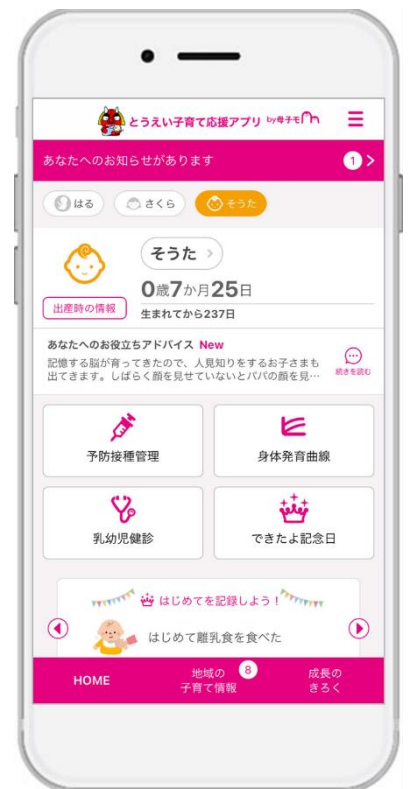 とうえい子育て応援アプリ by母子モ
あなたへのお知らせがあります 1
はる さくら そうた
そうた
0歳7か月25日
出産時の情報
生まれてから237日
あなたへのお役立ちアドバイス New
記憶する脳が育ってきたので、人見知りをするお子さまも
出てきます。しばらく顔を見せていないとパパの顔を見…
続きを読む
予防接種管理 身体発育曲線
乳幼児健診 できたよ記念日
はじめてを記録しよう！
はじめて離乳食を食べた
HOME
地域の
子育て情報
8
成長の
きろく